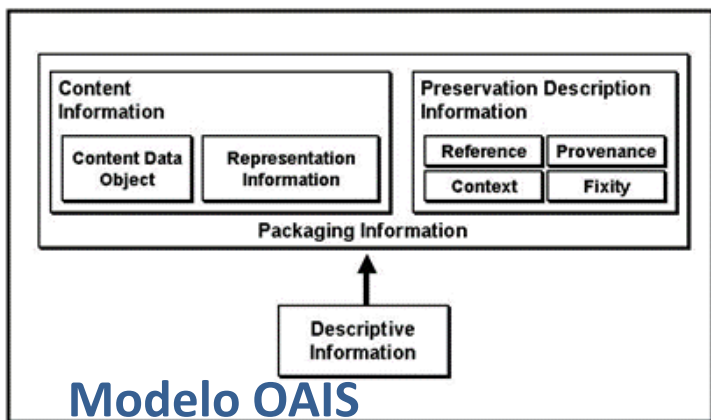 Content
Information
Content Data
Object
Representation
Information
Preservation Description
Information
Reference
Provenance
Context
Fixity
Packaging Information
Descriptive
Information
Modelo OAIS